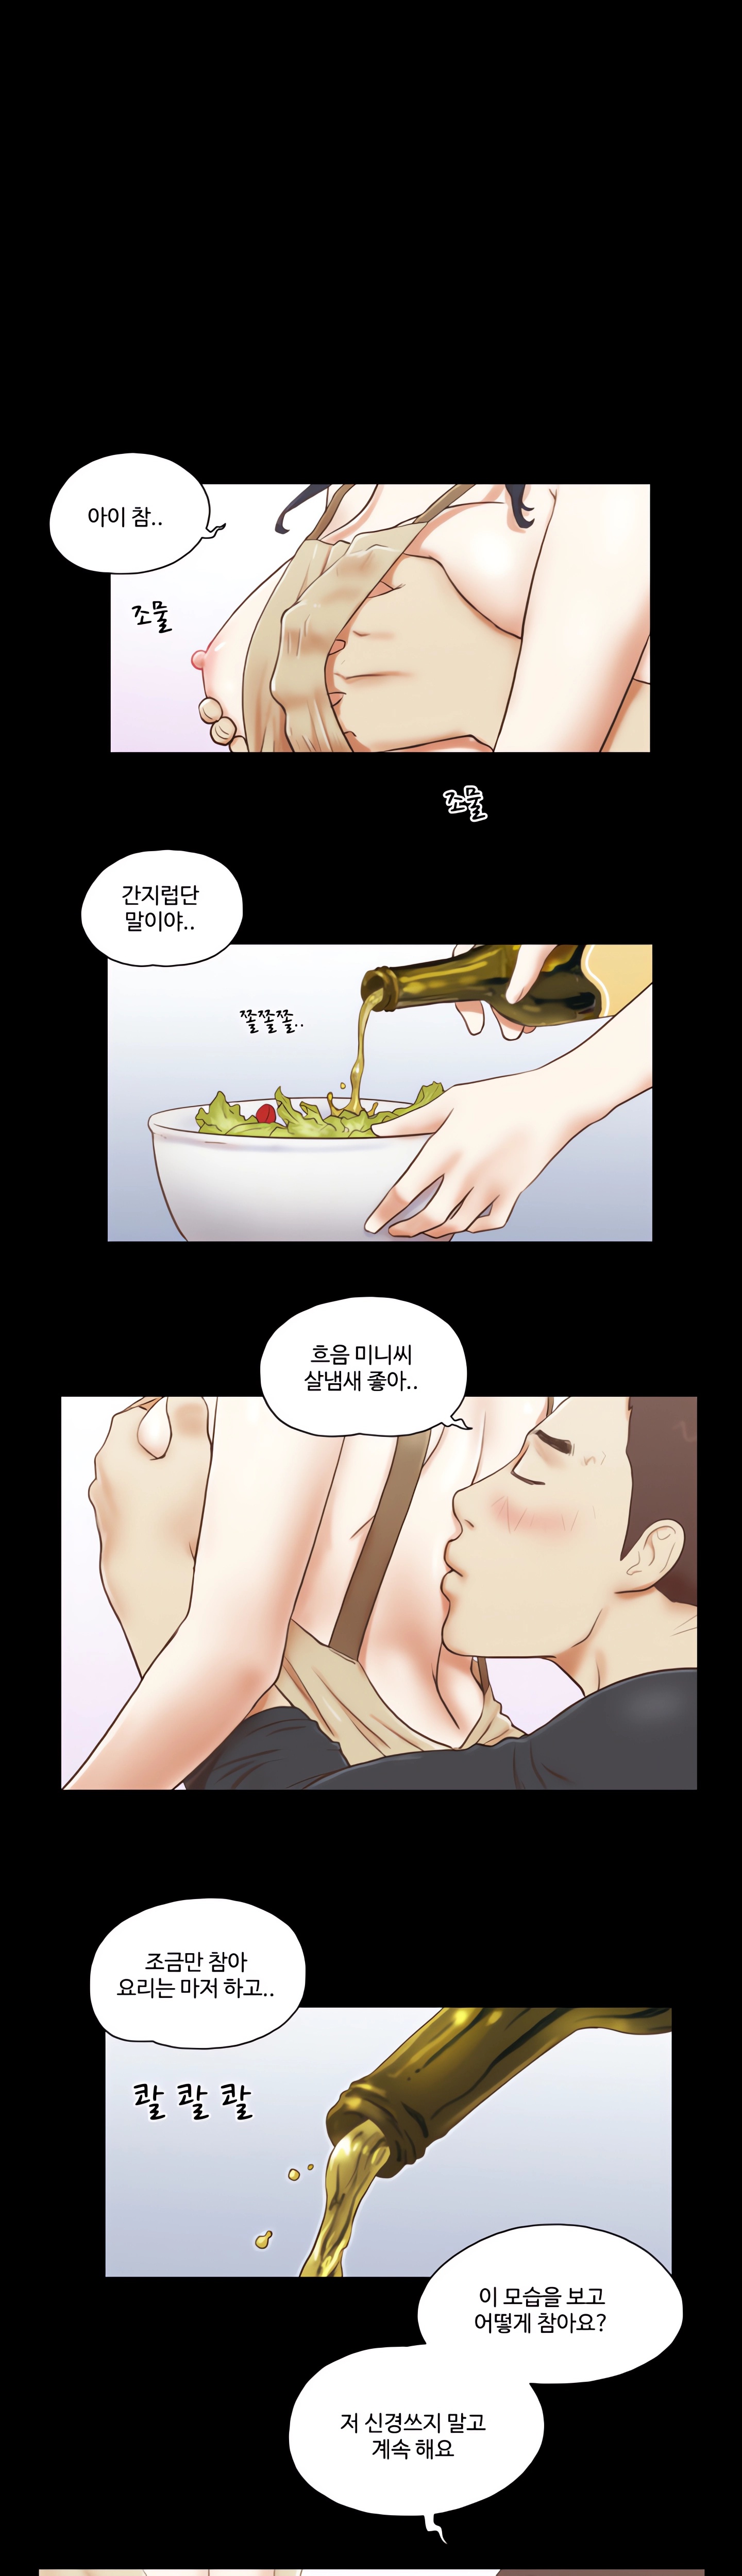 아이 참..
조물
조물
간지럽단
말이야..
쫄쫄쫄..
흐음 미니씨
살냄새 좋아..
조금만 참아
요리는 마저 하고..
콸 콸 콸
이 모습을 보고
어떻게 참아요?
저 신경쓰지 말고
계속 해요